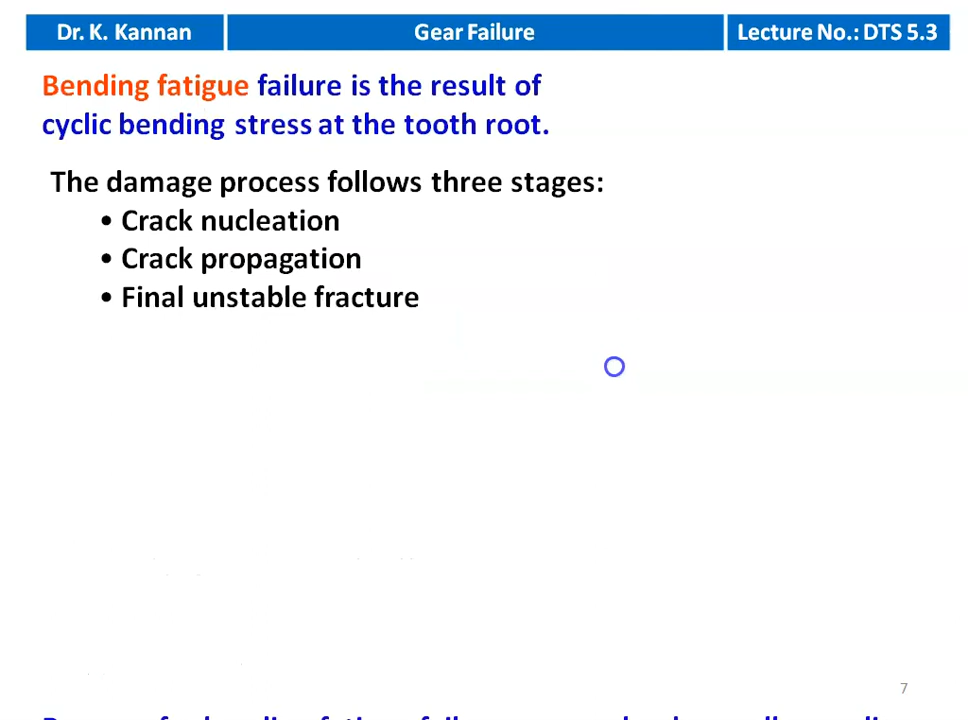 Dr. K. Kannan
Gear Failure
Lecture No.: DTS 5.3
Bending fatigue failure is the result of
cyclic bending stress at the tooth root.
The damage process follows three stages:
• Crack nucleation
• Crack propagation
• Final unstable fracture
7